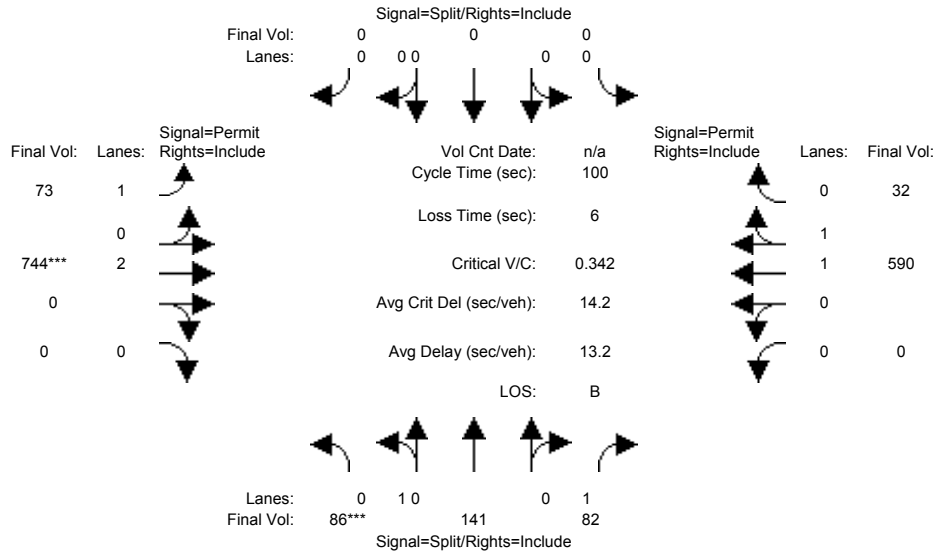 Signal=Split/Rights=Include
Final Vol: 0 0 0
Lanes: 0 0 0 0 0
Signal=Permit
Final Vol: Lanes: Rights=Include
73 1
0
744*** 2
0 0
0 0
Vol Cnt Date: n/a
Cycle Time (sec): 100
Loss Time (sec): 6
Critical V/C: 0.342
Avg Crit Del (sec/veh): 14.2
Avg Delay (sec/veh): 13.2
LOS: B
Signal=Permit
Rights=Include Lanes: Final Vol:
0 32
1
1 590
0
0 0
Lanes: 0 1 0 0 1
Final Vol: 86*** 141 82
Signal=Split/Rights=Include